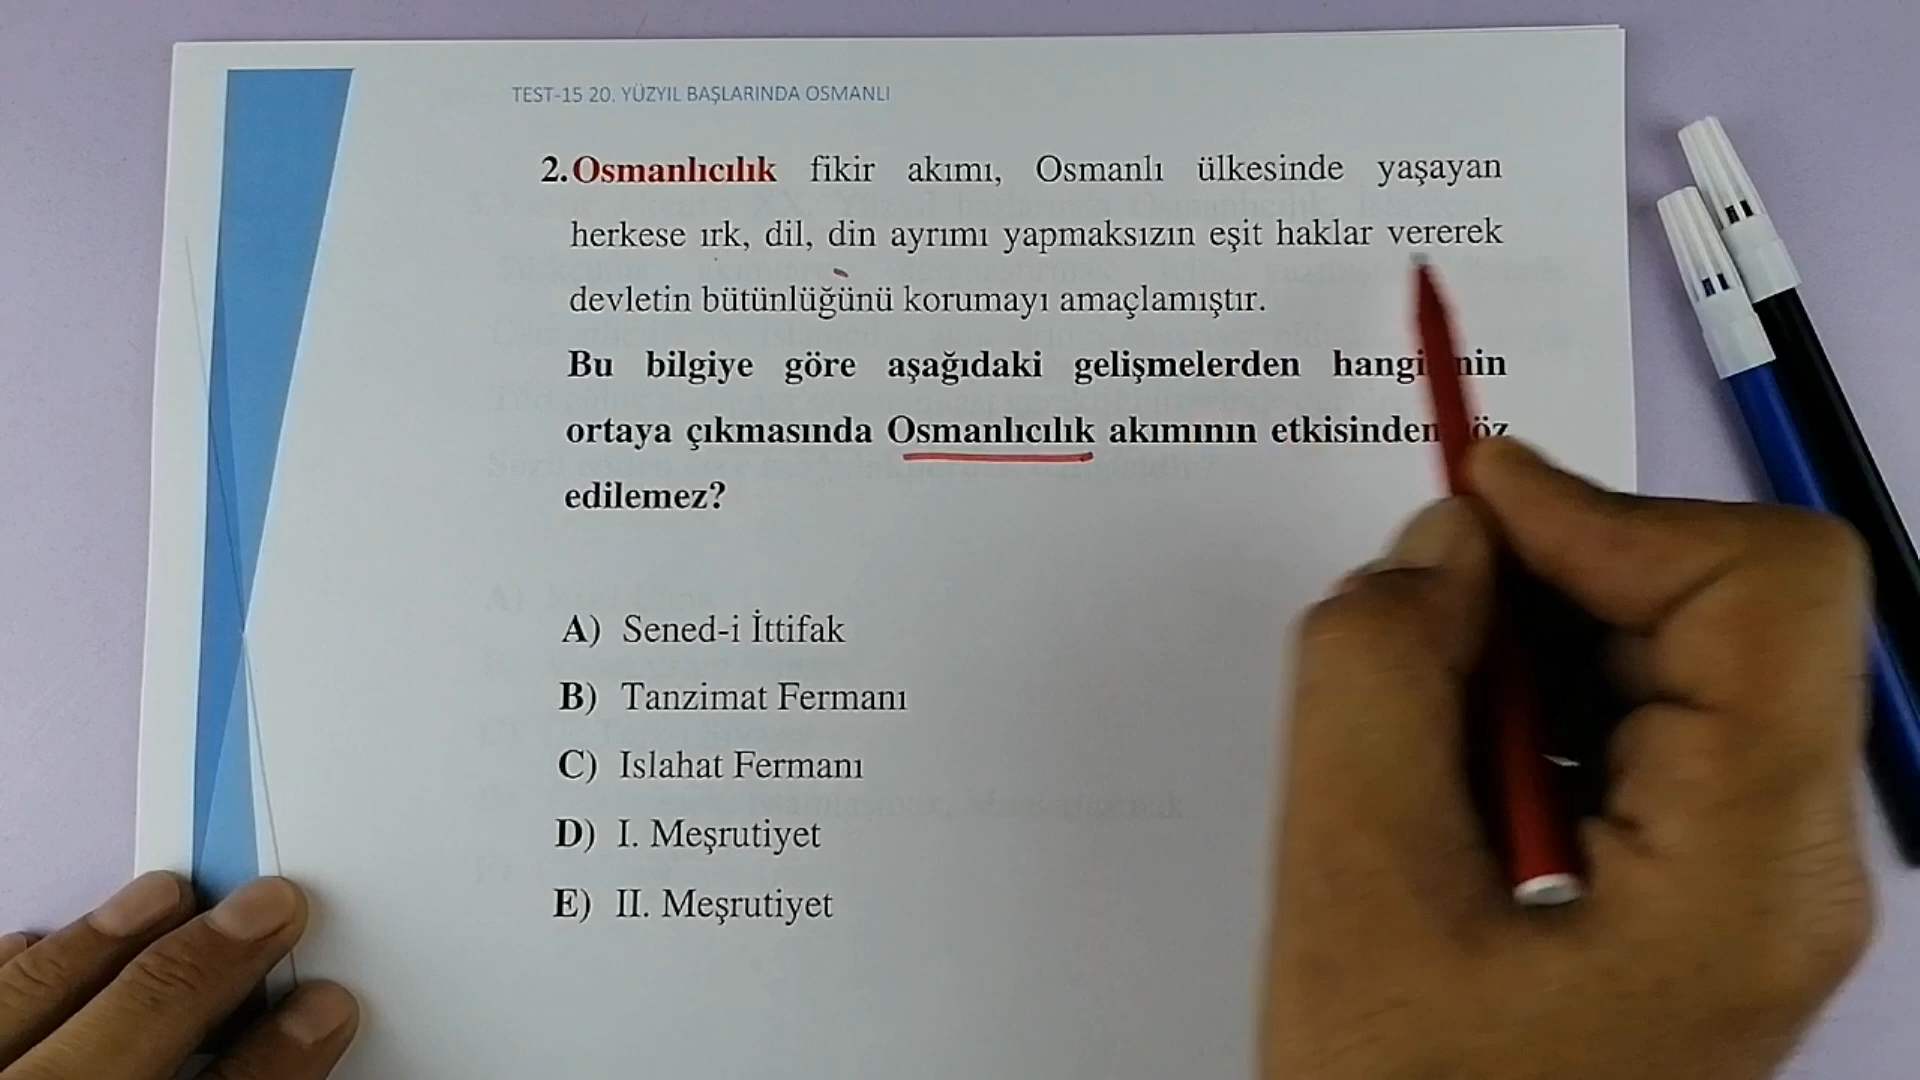 TEST-15 20. YÜZYIL BAŞLARINDA OSMANLI
2. Osmanlıcılık fikir akımı, Osmanlı ülkesinde yaşayan
herkese ırk, dil, din ayrımı yapmaksızın eşit haklar vererek
devletin bütünlüğünü korumayı amaçlamıştır.
Bu bilgiye göre aşağıdaki gelişmelerden
ortaya çıkmasında Osmanlıcılık akımının etkisinden
edilemez?
A) Sened-i İttifak
B) Tanzimat Fermanı
C) Islahat Fermanı
D) I. Meşrutiyet
E) II. Meşrutiyet